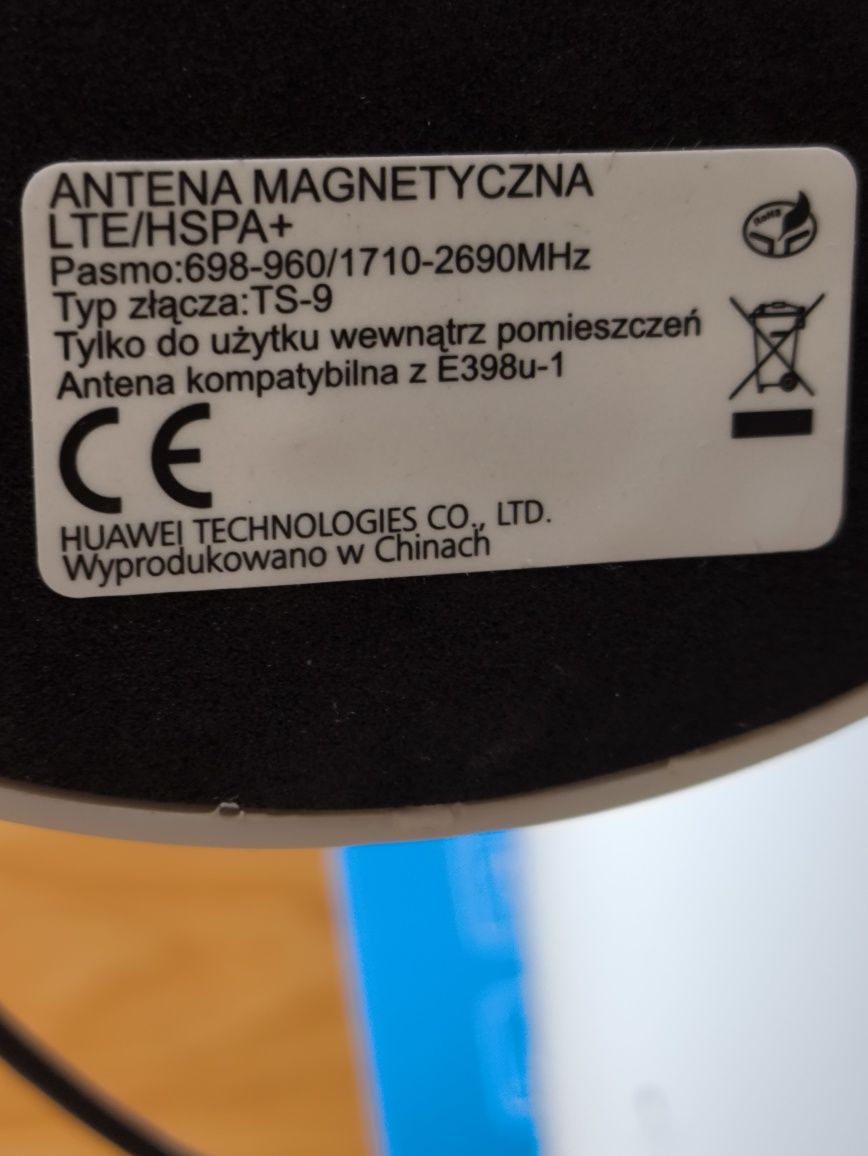 ANTENA MAGNETYCZNA
LTE/HSPA+
Pasmo:698-960/1710-2690MHz
Typ złącza:TS-9
Tylko do użytku wewnątrz pomieszczeń
Antena kompatybilna z E398u-1
CE
HUAWEI TECHNOLOGIES CO., LTD.
Wyprodukowano w Chinach
RoHS